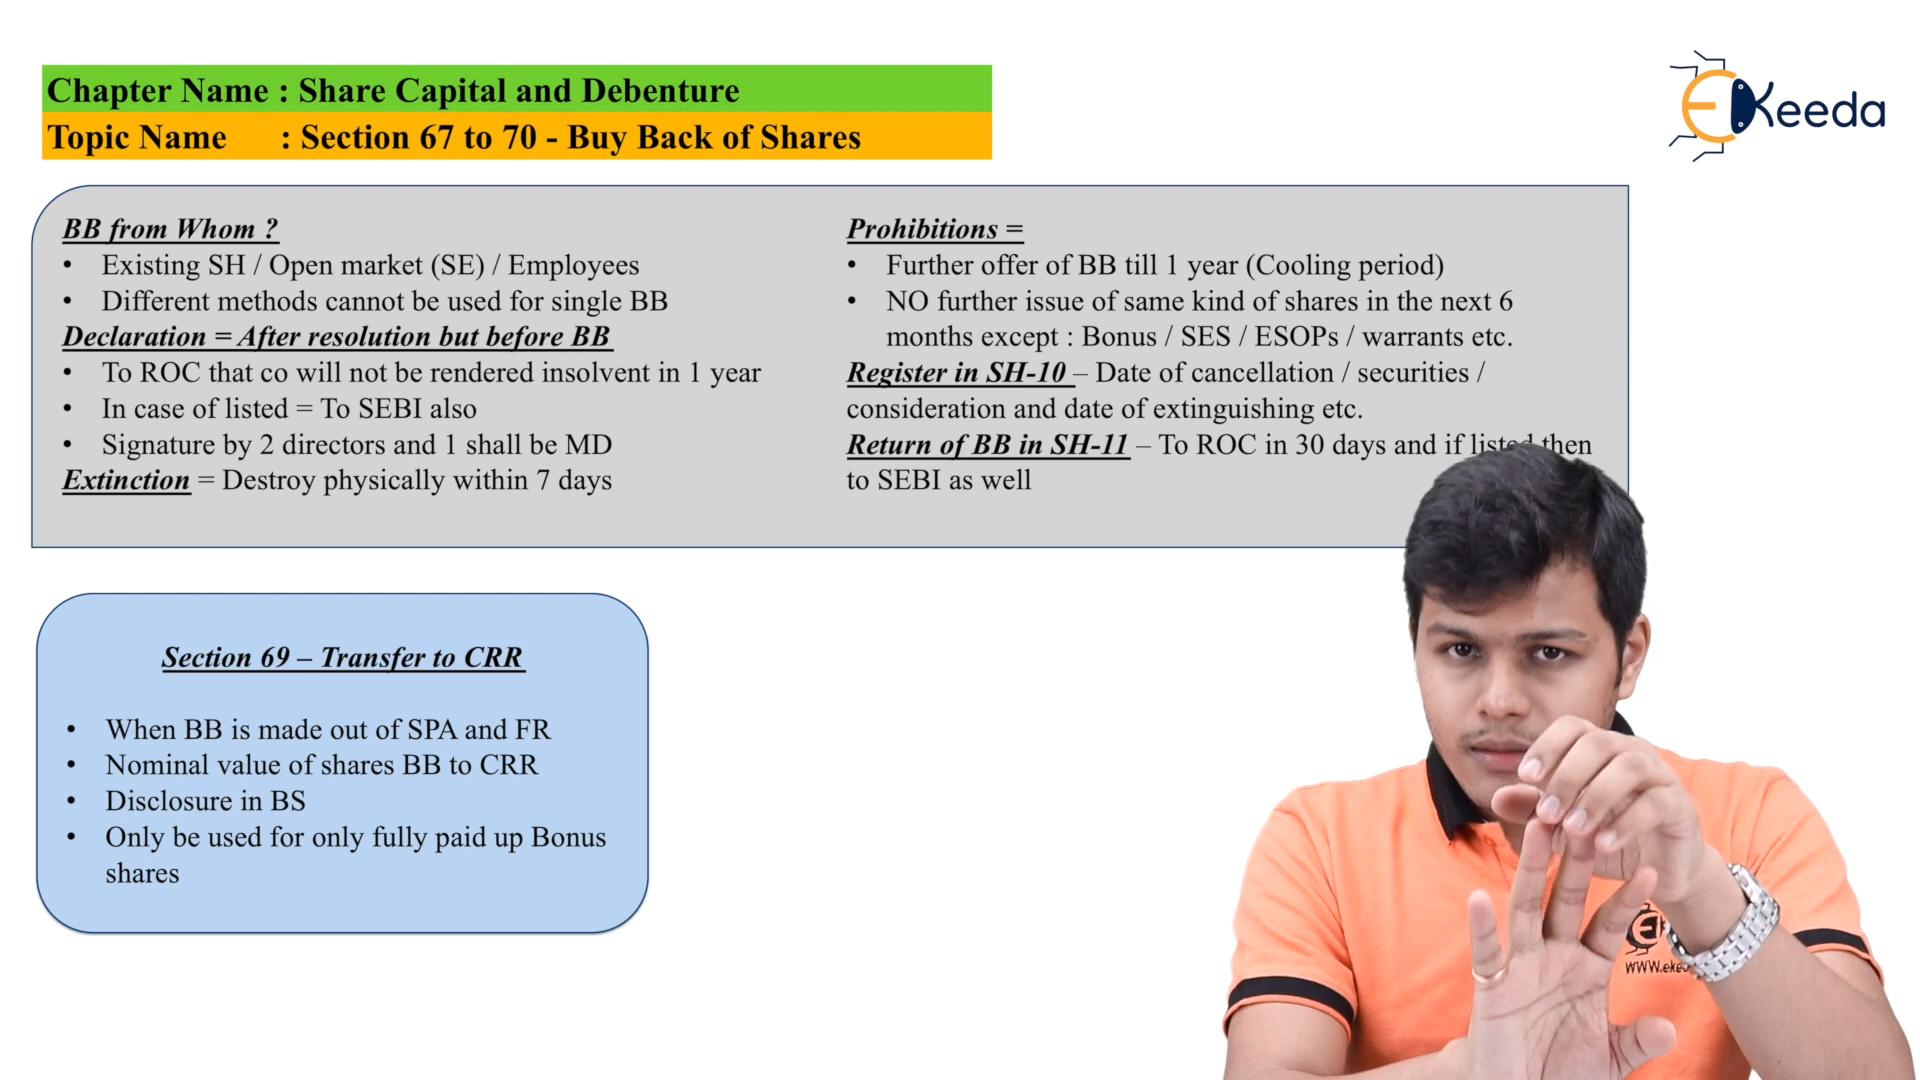 Chapter Name : Share Capital and Debenture
Topic Name : Section 67 to 70 - Buy Back of Shares
EKeeda
BB from Whom ?
• Existing SH / Open market (SE) / Employees
• Different methods cannot be used for single BB
Declaration = After resolution but before BB
• To ROC that co will not be rendered insolvent in 1 year
• In case of listed = To SEBI also
• Signature by 2 directors and 1 shall be MD
Extinction = Destroy physically within 7 days
Prohibitions =
• Further offer of BB till 1 year (Cooling period)
• NO further issue of same kind of shares in the next 6
months except : Bonus / SES / ESOPs / warrants etc.
Register in SH-10 – Date of cancellation / securities /
consideration and date of extinguishing etc.
Return of BB in SH-11 – To ROC in 30 days and if listed then
to SEBI as well
Section 69 – Transfer to CRR
• When BB is made out of SPA and FR
• Nominal value of shares BB to CRR
• Disclosure in BS
• Only be used for only fully paid up Bonus
shares